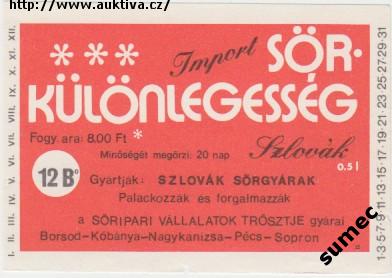 http://www.auktiva.cz/
*** Import SÖR-
KÜLÖNLEGESSÉG
Fogy. ára: 8.00 Ft *
Minőségét megőrzi: 20 nap
Szlovák
0.5 l
12 B°
Gyártják: SZLOVÁK SÖRGYÁRAK
Palackozzák és forgalmazzák
a SÖRIPARI VÁLLALATOK TRÖSZTJE gyárai
Borsod-Kőbánya-Nagykanizsa-Pécs-Sopron
I. II. III. IV. V. VI. VII. VIII. IX. X. XI. XII.
1-3-5-7-9-11-13-15-17-19-21-23-25-27-29-31
sumec